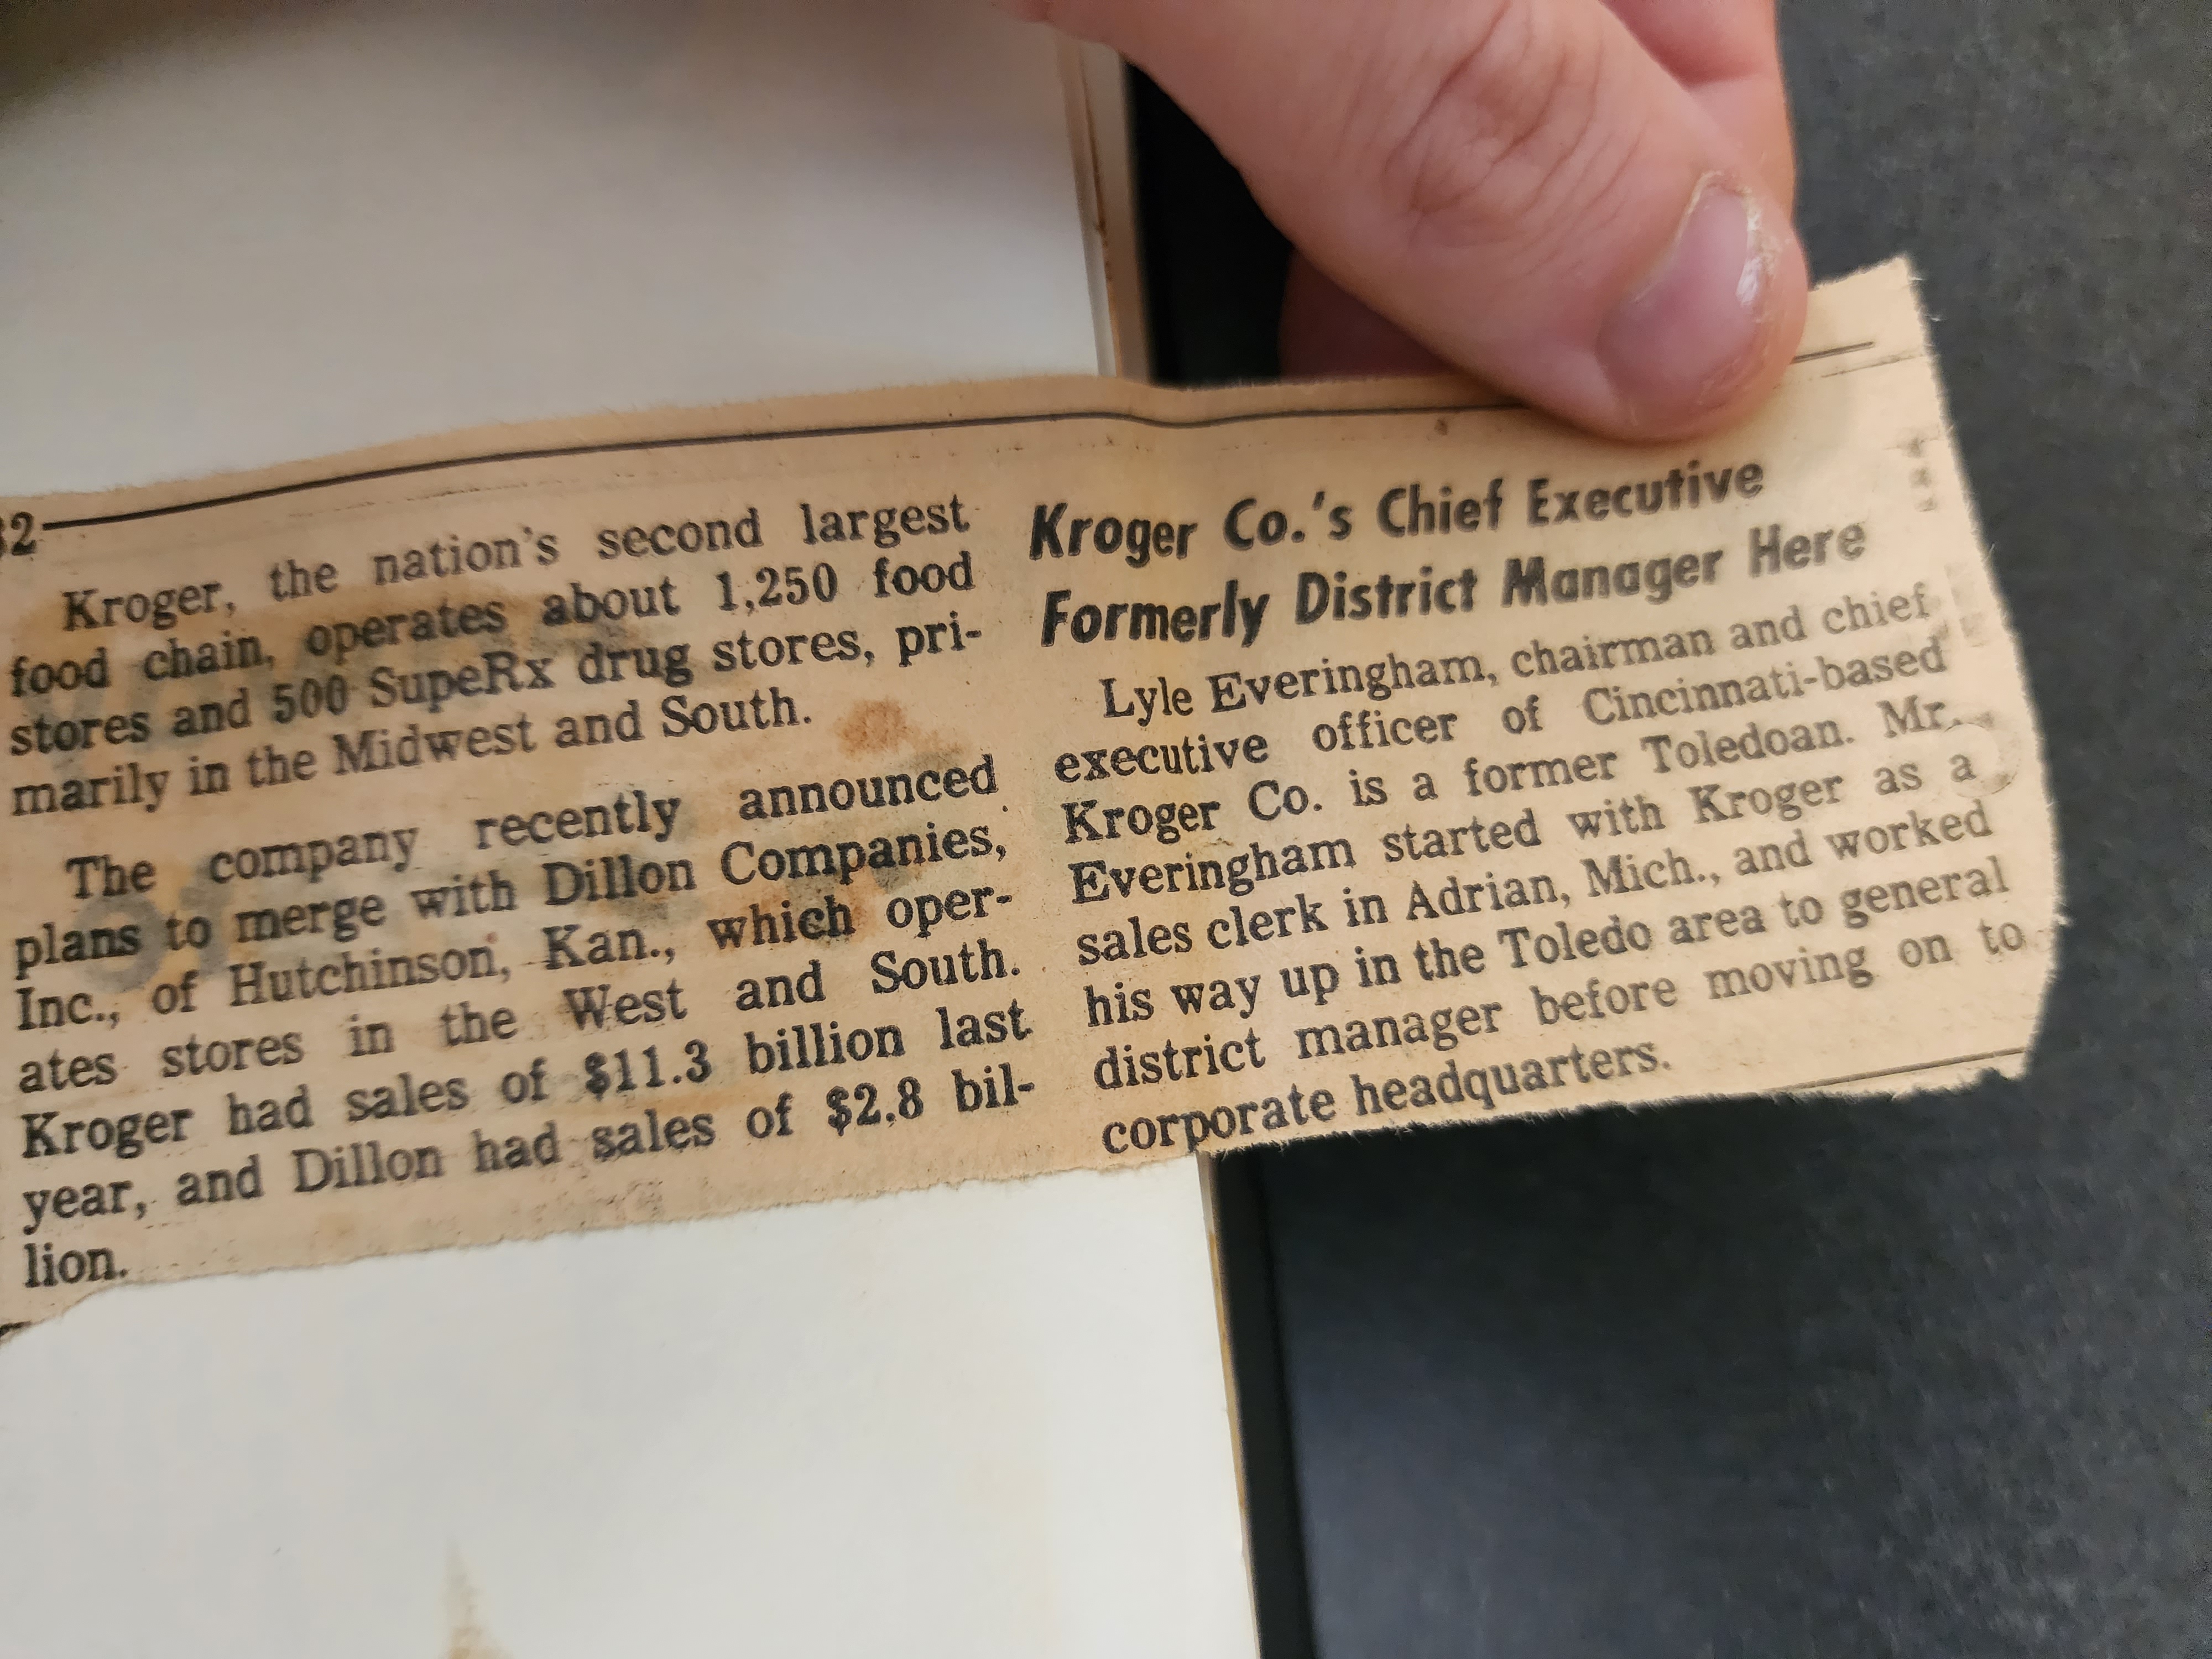 32
Kroger, the nation's second largest
food chain, operates about 1,250 food
stores and 500 SupeRx drug stores, pri-
marily in the Midwest and South.
The company recently announced
plans to merge with Dillon Companies,
Inc., of Hutchinson, Kan., which oper-
ates stores in the West and South.
Kroger had sales of $11.3 billion last
year, and Dillon had sales of $2.8 bil-
lion.
Kroger Co.'s Chief Executive
Formerly District Manager Here
Lyle Everingham, chairman and chief
executive officer of Cincinnati-based
Kroger Co. is a former Toledoan. Mr.
Everingham started with Kroger as a
sales clerk in Adrian, Mich., and worked
his way up in the Toledo area to general
district manager before moving on to
corporate headquarters.